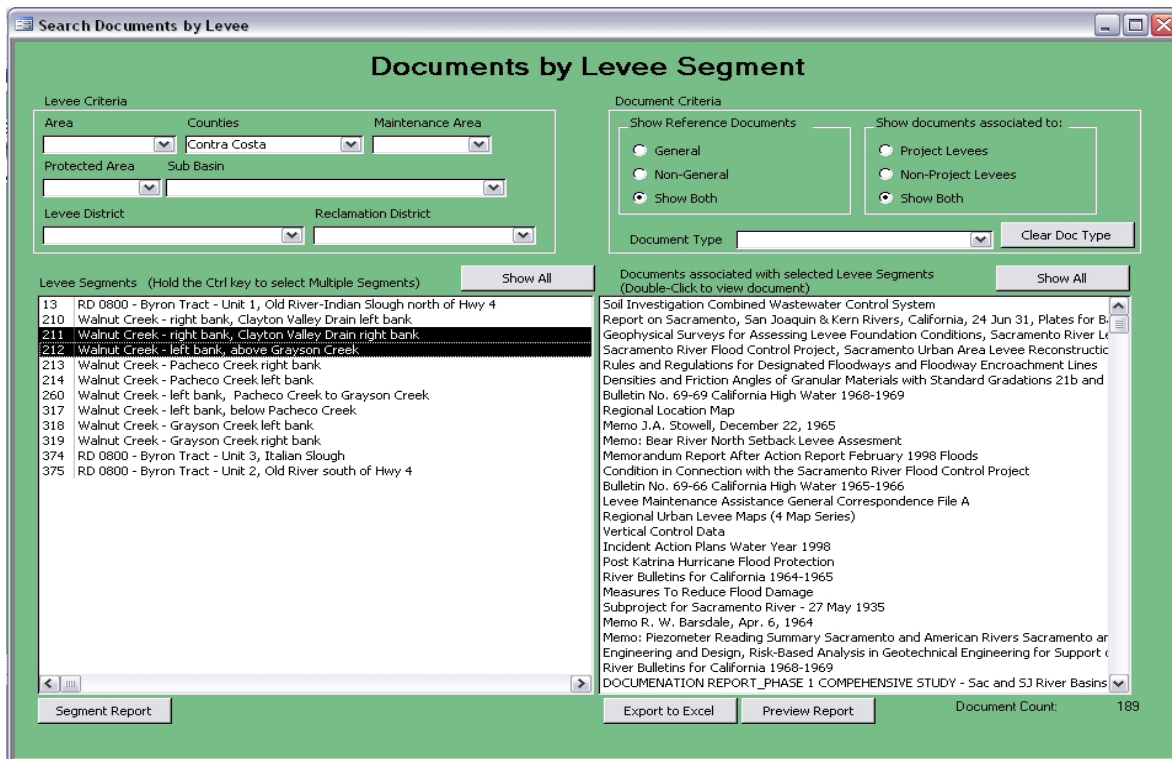 Search Documents by Levee
Documents by Levee Segment
Levee Criteria
Area Counties Maintenance Area
Contra Costa
Protected Area Sub Basin
Levee District Reclamation District
Document Criteria
Show Reference Documents
General
Non-General
Show Both
Show documents associated to:
Project Levees
Non-Project Levees
Show Both
Document Type Clear Doc Type
Levee Segments (Hold the Ctrl key to select Multiple Segments) Show All
13 RD 0800 - Byron Tract - Unit 1, Old River-Indian Slough north of Hwy 4
210 Walnut Creek - right bank, Clayton Valley Drain left bank
211 Walnut Creek - right bank, Clayton Valley Drain right bank
212 Walnut Creek - left bank, above Grayson Creek
213 Walnut Creek - Pacheco Creek right bank
214 Walnut Creek - Pacheco Creek left bank
260 Walnut Creek - left bank, Pacheco Creek to Grayson Creek
317 Walnut Creek - left bank, below Pacheco Creek
318 Walnut Creek - Grayson Creek left bank
319 Walnut Creek - Grayson Creek right bank
374 RD 0800 - Byron Tract - Unit 3, Italian Slough
375 RD 0800 - Byron Tract - Unit 2, Old River south of Hwy 4
Segment Report
Documents associated with selected Levee Segments
(Double-Click to view document)
Show All
Soil Investigation Combined Wastewater Control System
Report on Sacramento, San Joaquin & Kern Rivers, California, 24 Jun 31, Plates for
Geophysical Surveys for Assessing Levee Foundation Conditions, Sacramento River
Sacramento River Flood Control Project, Sacramento Urban Area Levee Reconstructic
Rules and Regulations for Designated Floodways and Floodway Encroachment Lines
Densities and Friction Angles of Granular Materials with Standard Gradations 21b and
Bulletin No. 69-69 California High Water 1968-1969
Regional Location Map
Memo J.A. Stowell, December 22, 1965
Memo: Bear River North Setback Levee Assesment
Memorandum Report After Action Report February 1998 Floods
Condition in Connection with the Sacramento River Flood Control Project
Bulletin No. 69-66 California High Water 1965-1966
Levee Maintenance Assistance General Correspondence File A
Regional Urban Levee Maps (4 Map Series)
Vertical Control Data
Incident Action Plans Water Year 1998
Post Katrina Hurricane Flood Protection
River Bulletins for California 1964-1965
Measures To Reduce Flood Damage
Subproject for Sacramento River - 27 May 1935
Memo R. W. Barsdale, Apr. 6, 1964
Memo: Piezometer Reading Summary Sacramento and American Rivers Sacramento
Engineering and Design, Risk-Based Analysis in Geotechnical Engineering for Support
River Bulletins for California 1968-1969
DOCUMENATION REPORT_PHASE 1 COMPEHENSIVE STUDY - Sac and SJ River Basins
Export to Excel Preview Report Document Count: 189